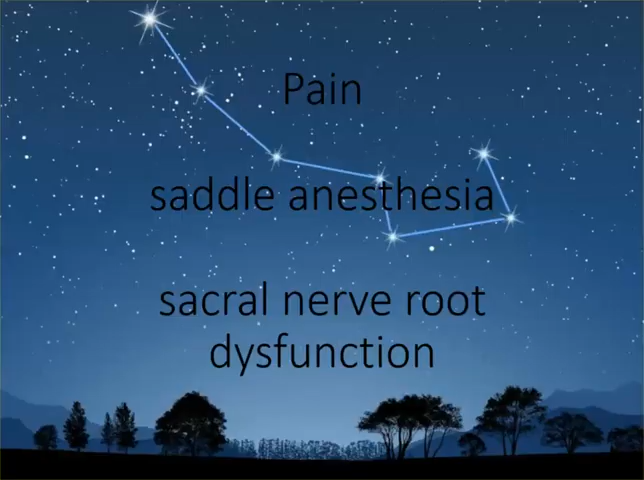 Pain
saddle anesthesia
sacral nerve root
dysfunction